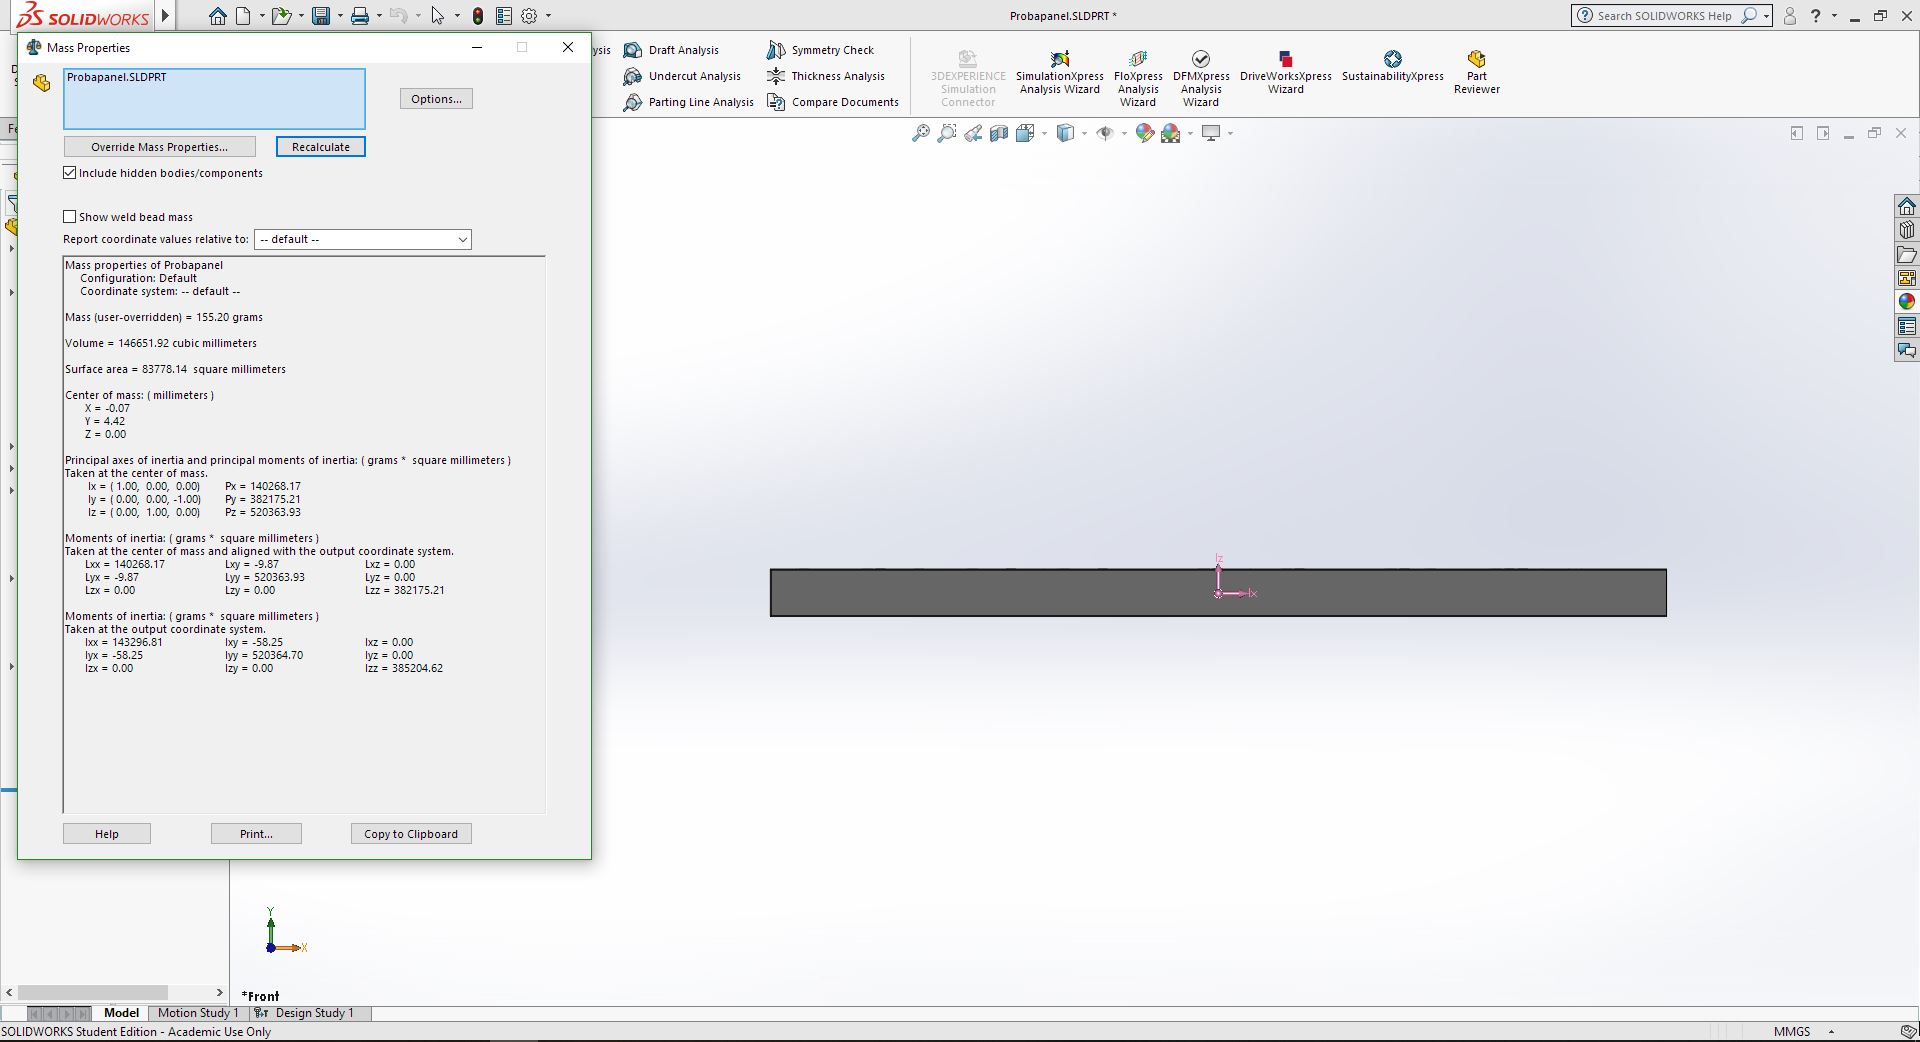 SOLIDWORKS
Probapanel.SLDPRT *
Search SOLIDWORKS Help
Mass Properties
Probapanel.SLDPRT
Options...
Override Mass Properties...
Recalculate
Include hidden bodies/components
Show weld bead mass
Report coordinate values relative to: -- default --
Mass properties of Probapanel
Configuration: Default
Coordinate system: -- default --
Mass (user-overridden) = 155.20 grams
Volume = 146651.92 cubic millimeters
Surface area = 83778.14 square millimeters
Center of mass: ( millimeters )
X = -0.07
Y = 4.42
Z = 0.00
Principal axes of inertia and principal moments of inertia: ( grams * square millimeters )
Taken at the center of mass.
Ix = ( 1.00, 0.00, 0.00) Px = 140268.17
Iy = ( 0.00, 0.00, -1.00) Py = 382175.21
Iz = ( 0.00, 1.00, 0.00) Pz = 520363.93
Moments of inertia: ( grams * square millimeters )
Taken at the center of mass and aligned with the output coordinate system.
Lxx = 140268.17 Lxy = -9.87 Lxz = 0.00
Lyx = -9.87 Lyy = 520363.93 Lyz = 0.00
Lzx = 0.00 Lzy = 0.00 Lzz = 382175.21
Moments of inertia: ( grams * square millimeters )
Taken at the output coordinate system.
Ixx = 143296.81 Ixy = -58.25 Ixz = 0.00
Iyx = -58.25 Iyy = 520364.70 Iyz = 0.00
Izx = 0.00 Izy = 0.00 Izz = 385204.62
Help
Print...
Copy to Clipboard
ysis
Draft Analysis
Undercut Analysis
Parting Line Analysis
Symmetry Check
Thickness Analysis
Compare Documents
3DEXPERIENCE
Simulation
Connector
SimulationXpress
Analysis Wizard
FloXpress
Analysis
Wizard
DFMXpress
Analysis
Wizard
DriveWorksXpress
Wizard
SustainabilityXpress
Part
Reviewer
Iz
Ix
Y
X
*Front
Model
Motion Study 1
Design Study 1
SOLIDWORKS Student Edition - Academic Use Only
MMGS